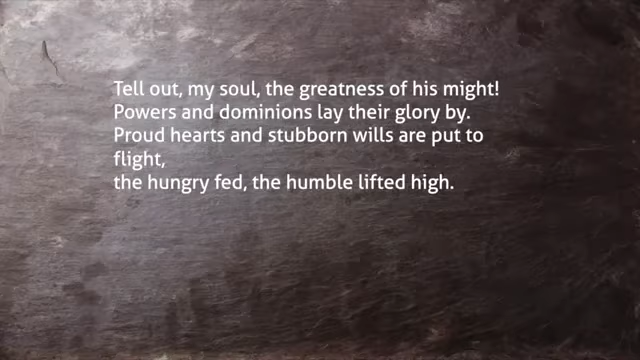 Tell out, my soul, the greatness of his might!
Powers and dominions lay their glory by.
Proud hearts and stubborn wills are put to
flight,
the hungry fed, the humble lifted high.